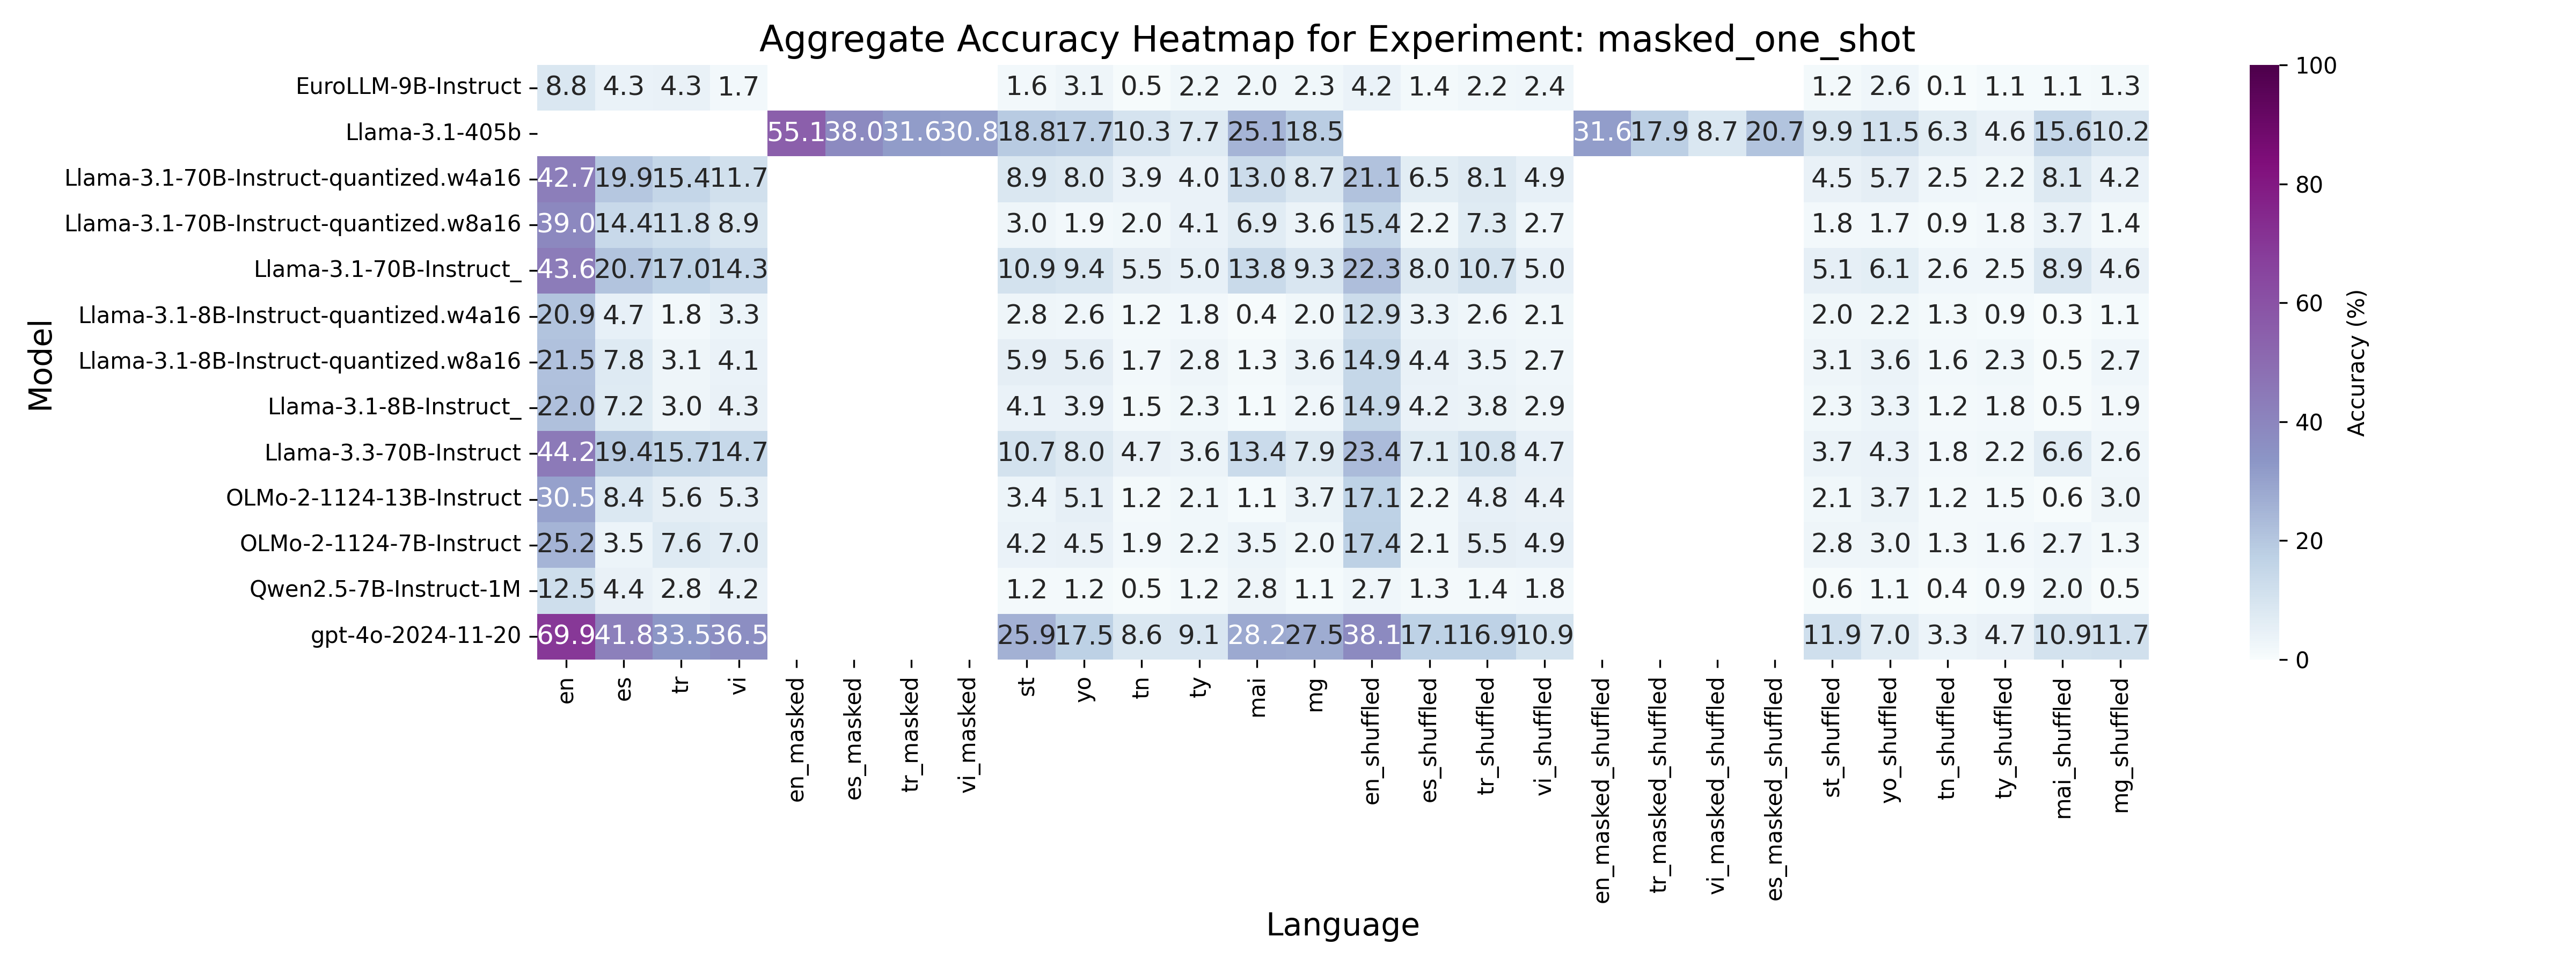 Aggregate Accuracy Heatmap for Experiment: masked_one_shot
Model
EuroLLM-9B-Instruct 8.8 4.3 4.3 1.7 1.6 3.1 0.5 2.2 2.0 2.3 4.2 1.4 2.2 2.4 1.2 2.6 0.1 1.1 1.1 1.3
Llama-3.1-405b 55.1 38.0 31.6 30.8 18.8 17.7 10.3 7.7 25.1 18.5 31.6 17.9 8.7 20.7 9.9 11.5 6.3 4.6 15.6 10.2
Llama-3.1-70B-Instruct-quantized.w4a16 42.7 19.9 15.4 11.7 8.9 8.0 3.9 4.0 13.0 8.7 21.1 6.5 8.1 4.9 4.5 5.7 2.5 2.2 8.1 4.2
Llama-3.1-70B-Instruct-quantized.w8a16 39.0 14.4 11.8 8.9 3.0 1.9 2.0 4.1 6.9 3.6 15.4 2.2 7.3 2.7 1.8 1.7 0.9 1.8 3.7 1.4
Llama-3.1-70B-Instruct_ 43.6 20.7 17.0 14.3 10.9 9.4 5.5 5.0 13.8 9.3 22.3 8.0 10.7 5.0 5.1 6.1 2.6 2.5 8.9 4.6
Llama-3.1-8B-Instruct-quantized.w4a16 20.9 4.7 1.8 3.3 2.8 2.6 1.2 1.8 0.4 2.0 12.9 3.3 2.6 2.1 2.0 2.2 1.3 0.9 0.3 1.1
Llama-3.1-8B-Instruct-quantized.w8a16 21.5 7.8 3.1 4.1 5.9 5.6 1.7 2.8 1.3 3.6 14.9 4.4 3.5 2.7 3.1 3.6 1.6 2.3 0.5 2.7
Llama-3.1-8B-Instruct_ 22.0 7.2 3.0 4.3 4.1 3.9 1.5 2.3 1.1 2.6 14.9 4.2 3.8 2.9 2.3 3.3 1.2 1.8 0.5 1.9
Llama-3.3-70B-Instruct 44.2 19.4 15.7 14.7 10.7 8.0 4.7 3.6 13.4 7.9 23.4 7.1 10.8 4.7 3.7 4.3 1.8 2.2 6.6 2.6
OLMo-2-1124-13B-Instruct 30.5 8.4 5.6 5.3 3.4 5.1 1.2 2.1 1.1 3.7 17.1 2.2 4.8 4.4 2.1 3.7 1.2 1.5 0.6 3.0
OLMo-2-1124-7B-Instruct 25.2 3.5 7.6 7.0 4.2 4.5 1.9 2.2 3.5 2.0 17.4 2.1 5.5 4.9 2.8 3.0 1.3 1.6 2.7 1.3
Qwen2.5-7B-Instruct-1M 12.5 4.4 2.8 4.2 1.2 1.2 0.5 1.2 2.8 1.1 2.7 1.3 1.4 1.8 0.6 1.1 0.4 0.9 2.0 0.5
gpt-4o-2024-11-20 69.9 41.8 33.5 36.5 25.9 17.5 8.6 9.1 28.2 27.5 38.1 17.1 16.9 10.9 11.9 7.0 3.3 4.7 10.9 11.7
en es tr vi en_masked es_masked tr_masked vi_masked st yo tn ty mai mg en_shuffled es_shuffled tr_shuffled vi_shuffled en_masked_shuffled tr_masked_shuffled vi_masked_shuffled es_masked_shuffled st_shuffled yo_shuffled tn_shuffled ty_shuffled mai_shuffled mg_shuffled
Language
100
80
60
40
20
0
Accuracy (%)